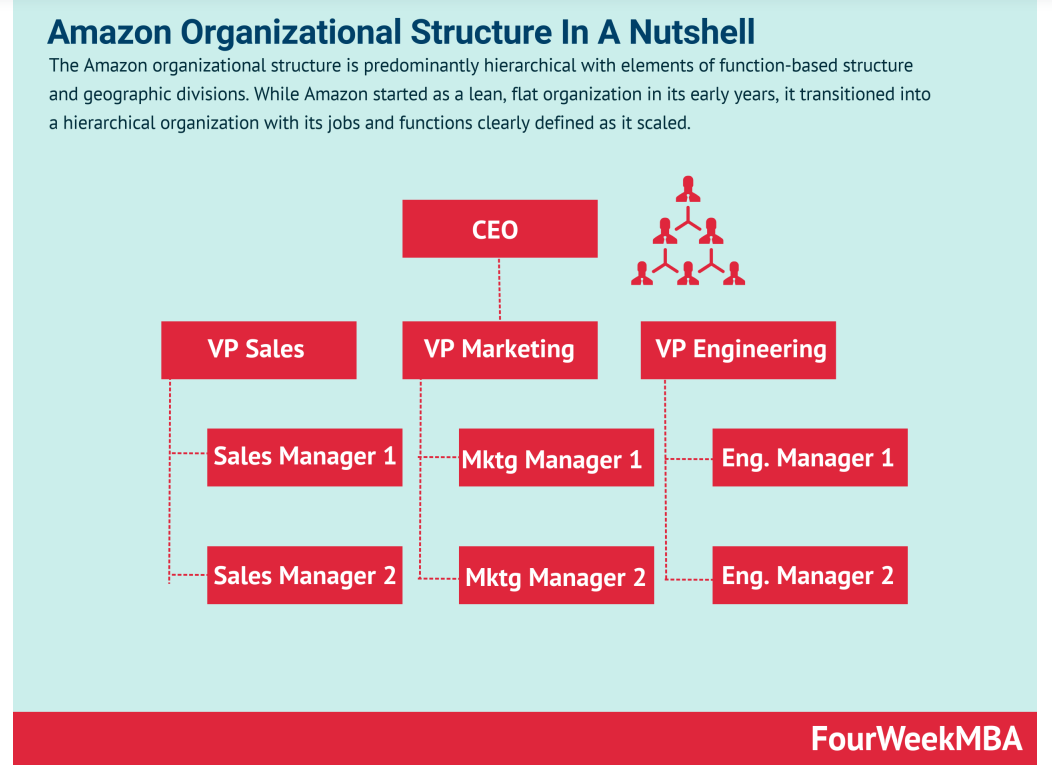 Amazon Organizational Structure In A Nutshell
The Amazon organizational structure is predominantly hierarchical with elements of function-based structure
and geographic divisions. While Amazon started as a lean, flat organization in its early years, it transitioned into
a hierarchical organization with its jobs and functions clearly defined as it scaled.
CEO
VP Sales
VP Marketing
VP Engineering
Sales Manager 1
Mktg Manager 1
Eng. Manager 1
Sales Manager 2
Mktg Manager 2
Eng. Manager 2
FourWeekMBA